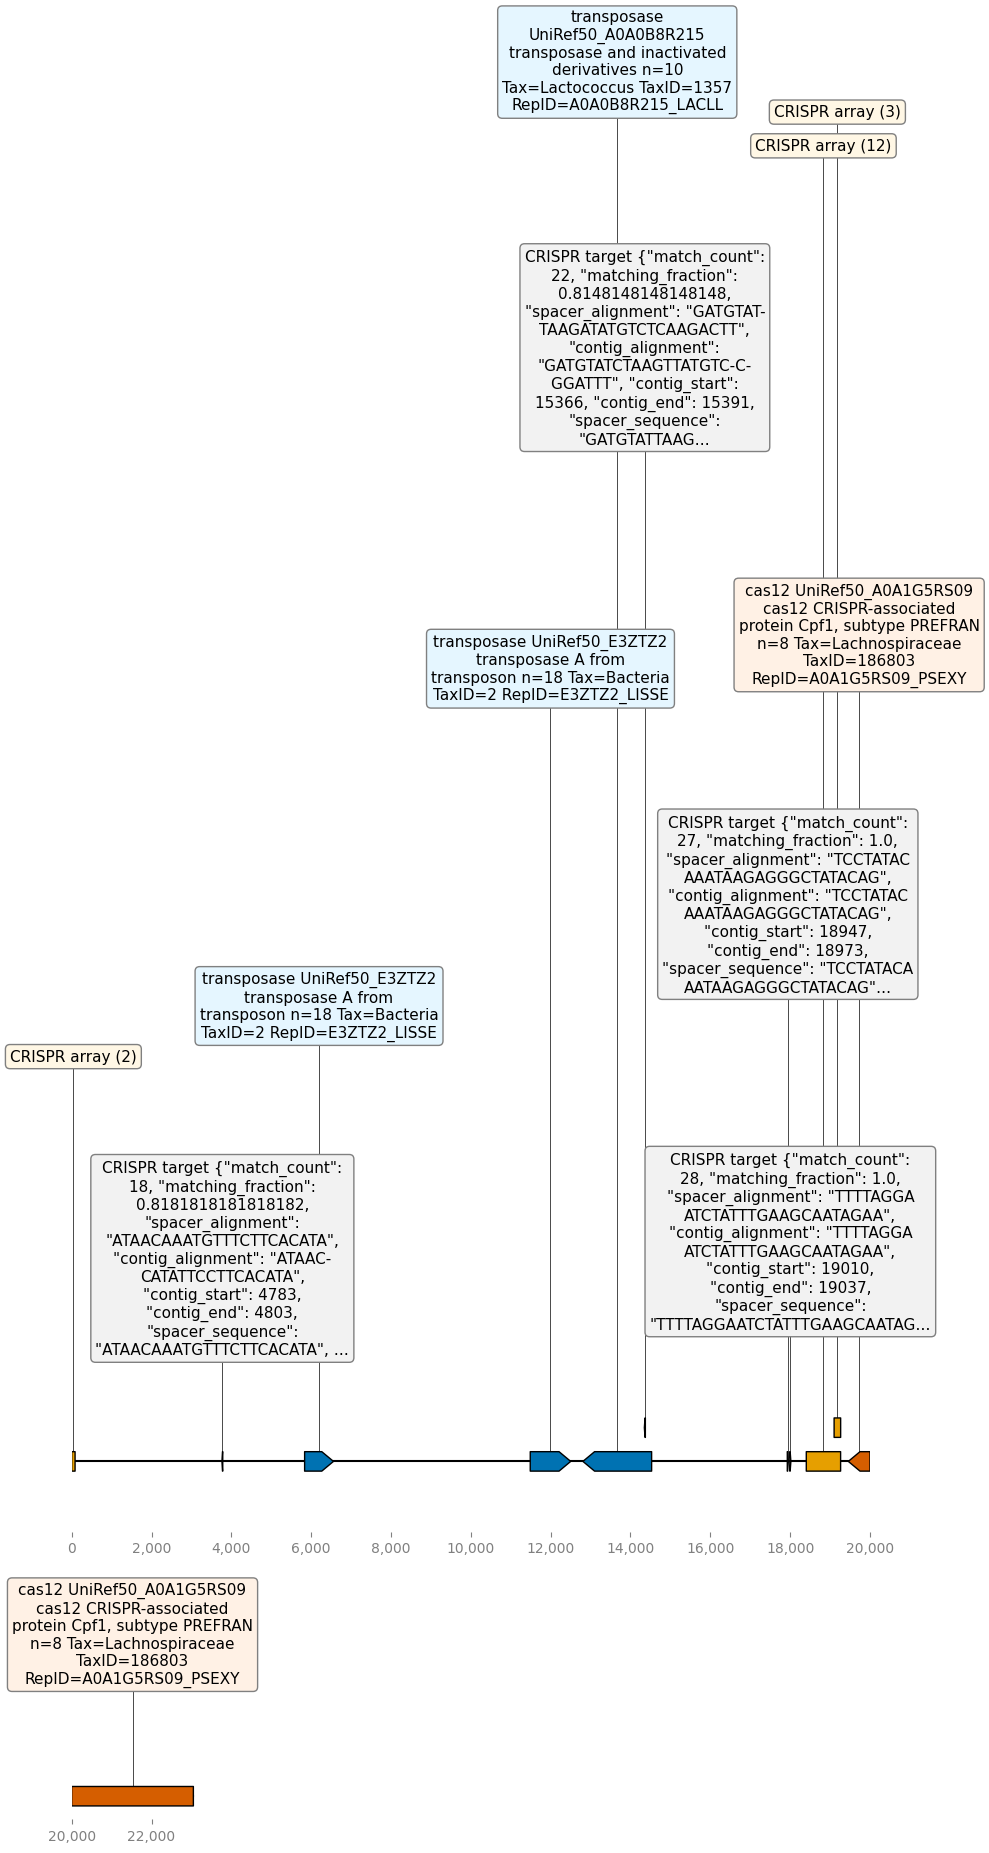 transposase
UniRef50_A0A0B8R215
transposase and inactivated
derivatives n=10
Tax=Lactococcus TaxID=1357
RepID=A0A0B8R215_LACLL
CRISPR array (3)
CRISPR array (12)
CRISPR target {"match_count":
22, "matching_fraction":
0.8148148148148148,
"spacer_alignment": "GATGTAT-
TAAGATATGTCTCAAGACTT",
"contig_alignment":
"GATGTATCTAAGTTATGTC-C-
GGATTT", "contig_start":
15366, "contig_end": 15391,
"spacer_sequence":
"GATGTATTAAG...
cas12 UniRef50_A0A1G5RS09
cas12 CRISPR-associated
protein Cpf1, subtype PREFRAN
n=8 Tax=Lachnospiraceae
TaxID=186803
RepID=A0A1G5RS09_PSEXY
transposase UniRef50_E3ZTZ2
transposase A from
transposon n=18 Tax=Bacteria
TaxID=2 RepID=E3ZTZ2_LISSE
CRISPR target {"match_count":
27, "matching_fraction": 1.0,
"spacer_alignment": "TCCTATAC
AAATAAGAGGGCTATACAG",
"contig_alignment": "TCCTATAC
AAATAAGAGGGCTATACAG",
"contig_start": 18947,
"contig_end": 18973,
"spacer_sequence": "TCCTATACA
AATAAGAGGGCTATACAG"...
transposase UniRef50_E3ZTZ2
transposase A from
transposon n=18 Tax=Bacteria
TaxID=2 RepID=E3ZTZ2_LISSE
CRISPR array (2)
CRISPR target {"match_count":
18, "matching_fraction":
0.8181818181818182,
"spacer_alignment":
"ATAACAAATGTTTCTTCACATA",
"contig_alignment": "ATAAC-
CATATTCCTTCACATA",
"contig_start": 4783,
"contig_end": 4803,
"spacer_sequence":
"ATAACAAATGTTTCTTCACATA", ...
CRISPR target {"match_count":
28, "matching_fraction": 1.0,
"spacer_alignment": "TTTTAGGA
ATCTATTTGAAGCAATAGAA",
"contig_alignment": "TTTTAGGA
ATCTATTTGAAGCAATAGAA",
"contig_start": 19010,
"contig_end": 19037,
"spacer_sequence":
"TTTTAGGAATCTATTTGAAGCAATAG...
0 2,000 4,000 6,000 8,000 10,000 12,000 14,000 16,000 18,000 20,000
cas12 UniRef50_A0A1G5RS09
cas12 CRISPR-associated
protein Cpf1, subtype PREFRAN
n=8 Tax=Lachnospiraceae
TaxID=186803
RepID=A0A1G5RS09_PSEXY
20,000 22,000